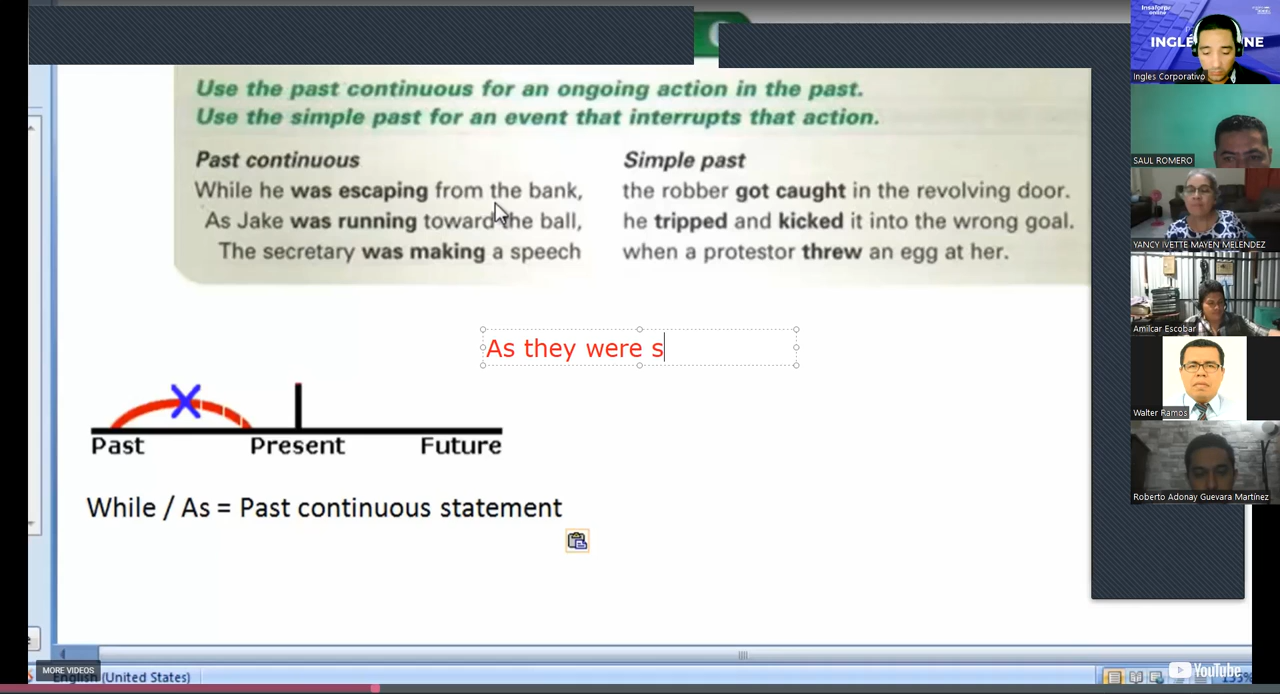 Insaforp
online
INGLÉ NE
Ingles Corporativo
Use the past continuous for an ongoing action in the past.
Use the simple past for an event that interrupts that action.
Past continuous Simple past
While he was escaping from the bank, the robber got caught in the revolving door.
As Jake was running toward the ball, he tripped and kicked it into the wrong goal.
The secretary was making a speech when a protestor threw an egg at her.
SAUL ROMERO
YANCY IVETTE MAYEN MELENDEZ
Amilcar Escobar
Walter Ramos
Roberto Adonay Guevara Martínez
As they were s
Past Present Future
While / As = Past continuous statement
MORE VIDEOS
English (United States)
YouTube